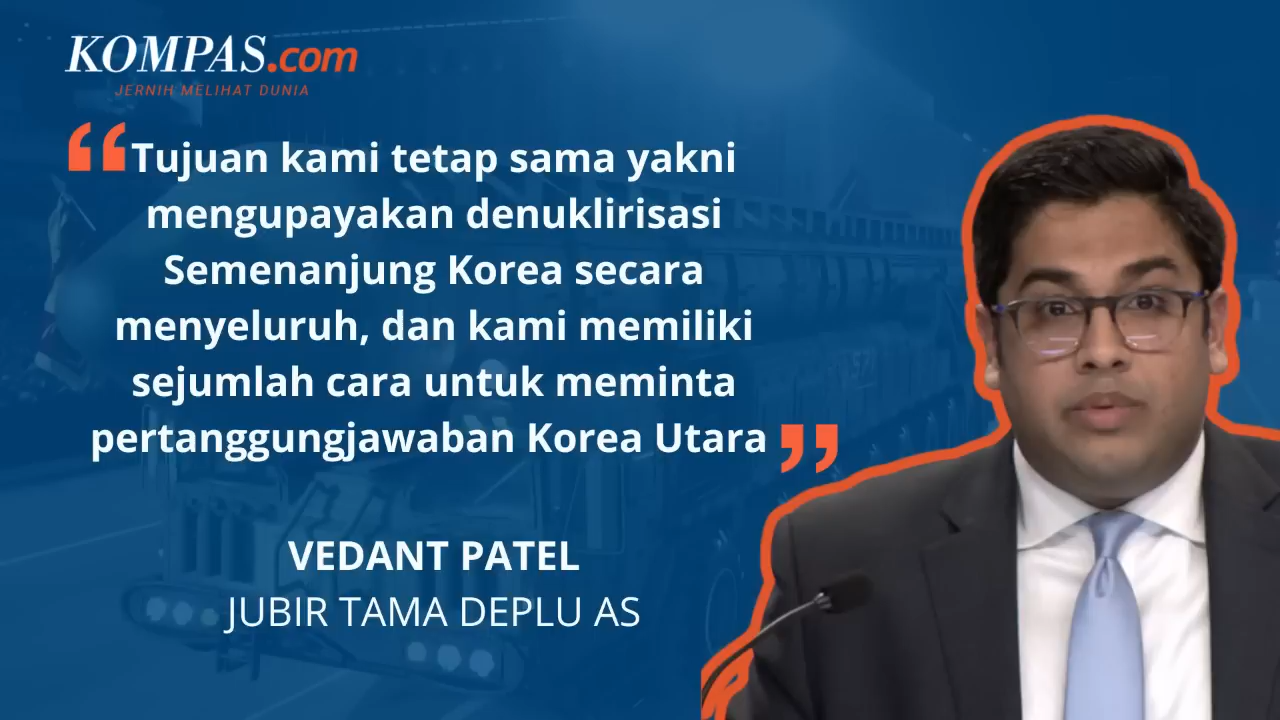 KOMPAS.com
JERNIH MELIHAT DUNIA
“Tujuan kami tetap sama yakni
mengupayakan denuklirisasi
Semenanjung Korea secara
menyeluruh, dan kami memiliki
sejumlah cara untuk meminta
pertanggungjawaban Korea Utara”
VEDANT PATEL
JUBIR TAMA DEPLU AS